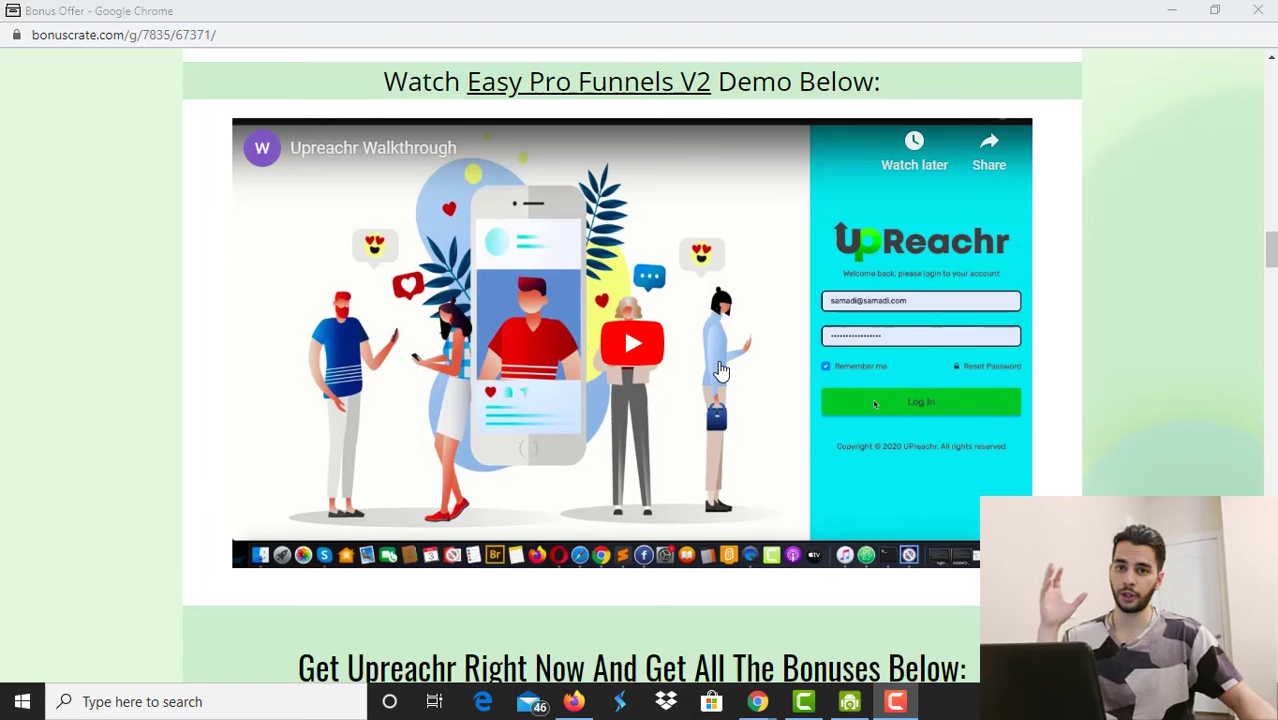 Bonus Offer - Google Chrome
bonuscrate.com/g/7835/67371/
Watch Easy Pro Funnels V2 Demo Below:
W
Upreachr Walkthrough
Watch later
Share
UpReachr
Welcome back, please login to your account
samadi@samadi.com
Remember me
Reset Password
Log In
Copyright © 2020 UPreachr. All rights reserved
Br
tv
Get Upreachr Right Now And Get All The Bonuses Below:
Type here to search
46